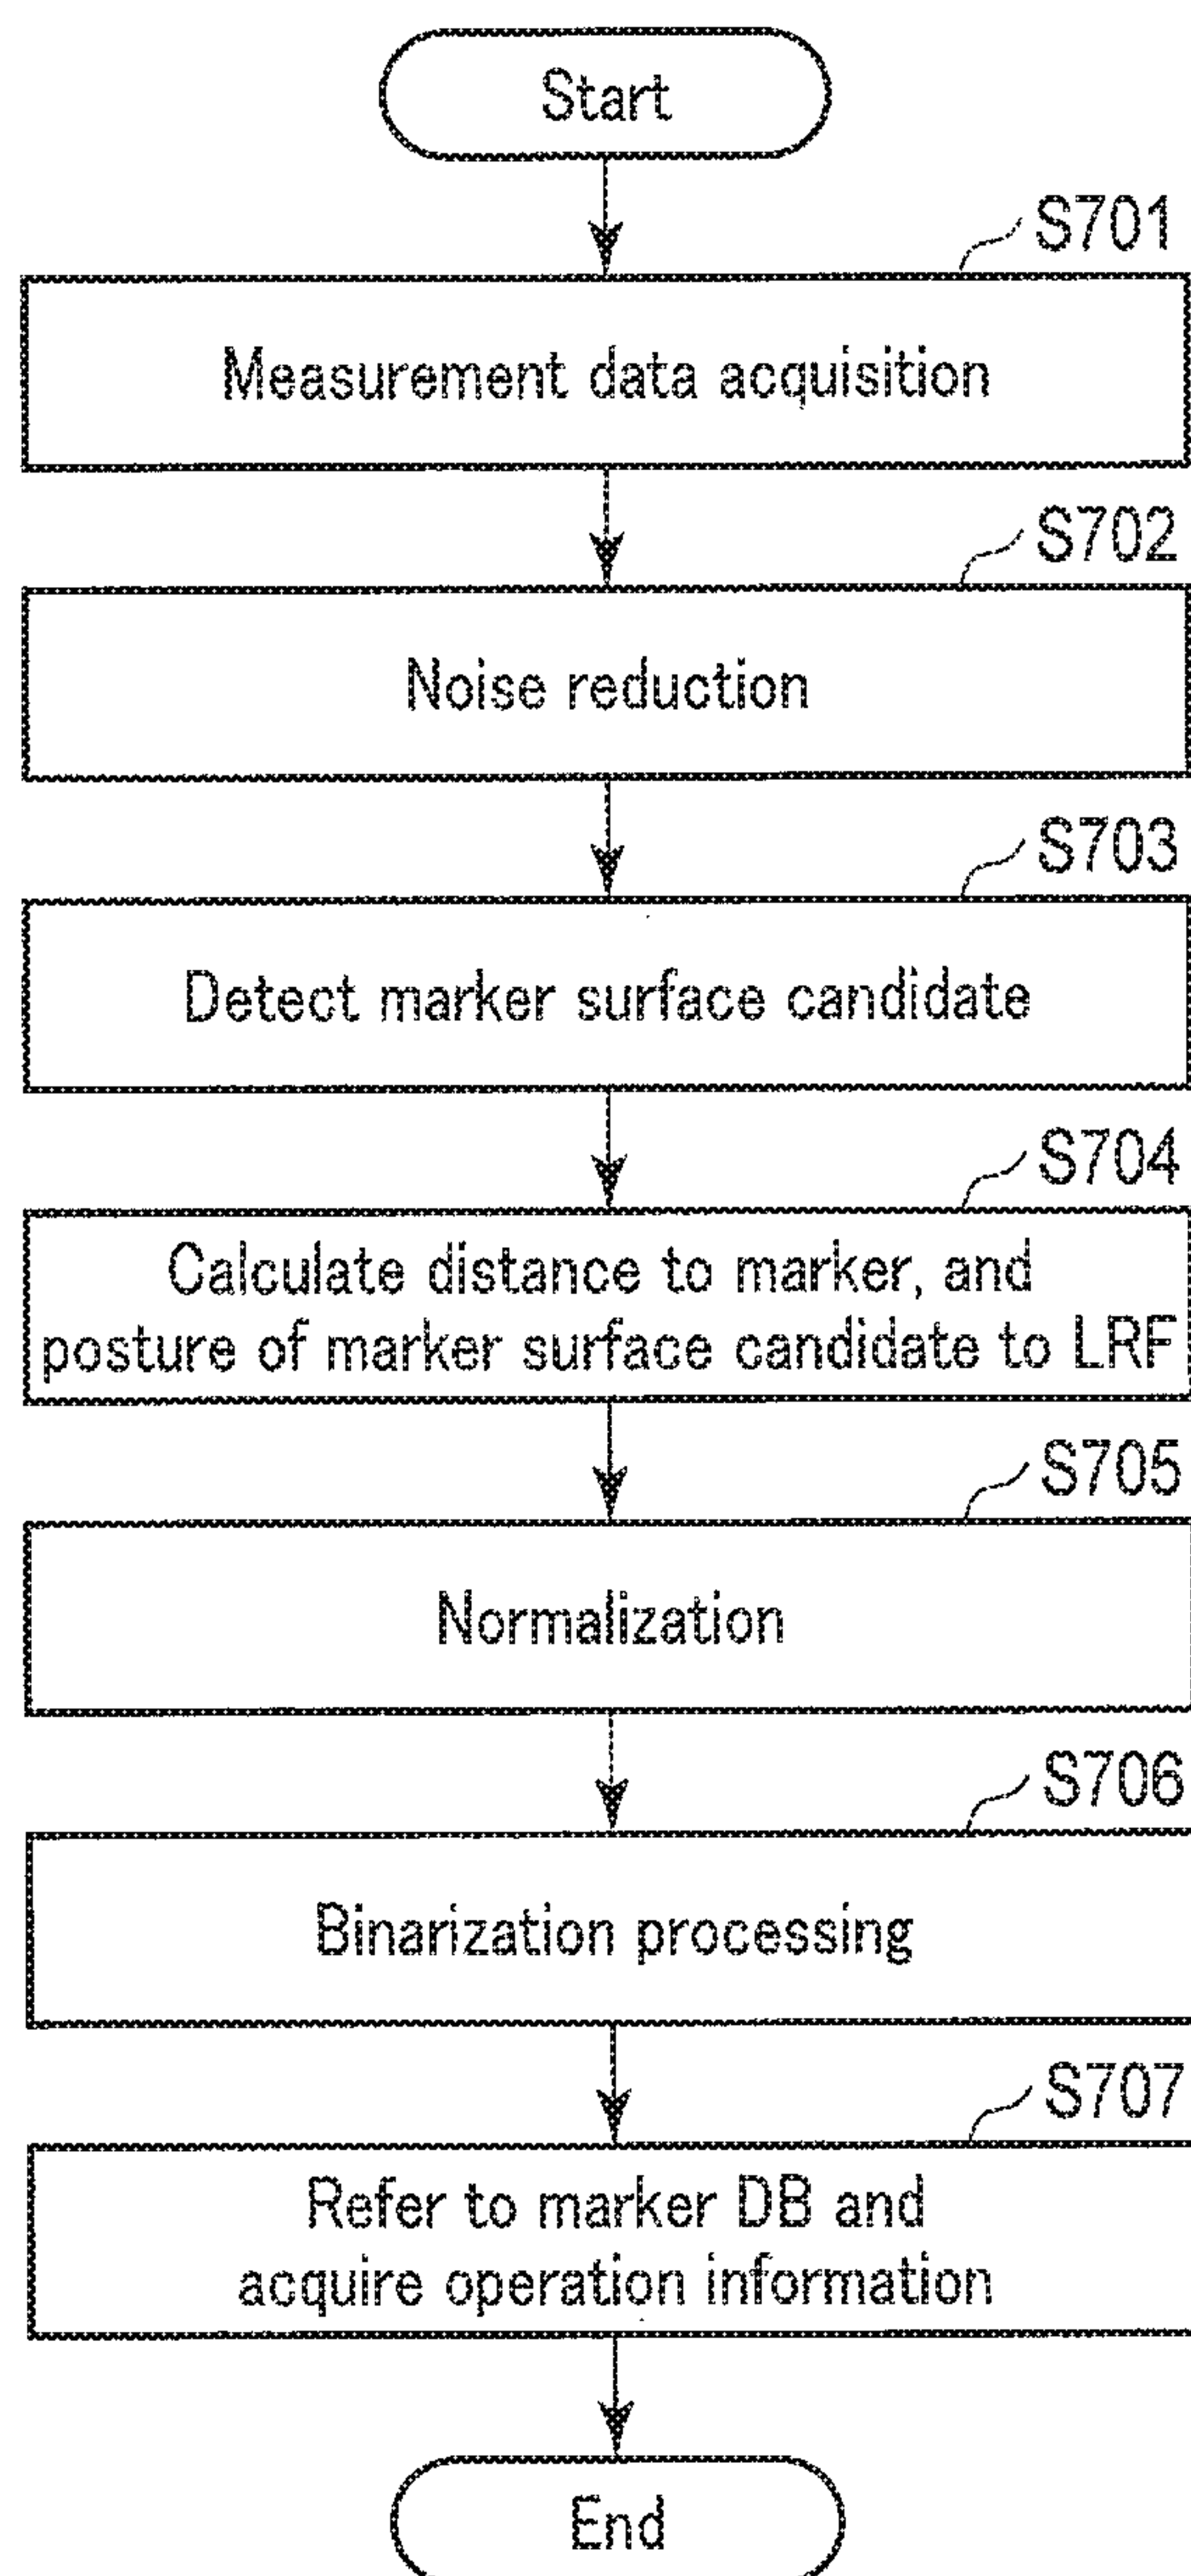 Start
S701
Measurement data acquisition
S702
Noise reduction
S703
Detect marker surface candidate
S704
Calculate distance to marker, and
posture of marker surface candidate to LRF
S705
Normalization
S706
Binarization processing
S707
Refer to marker DB and
acquire operation information
End